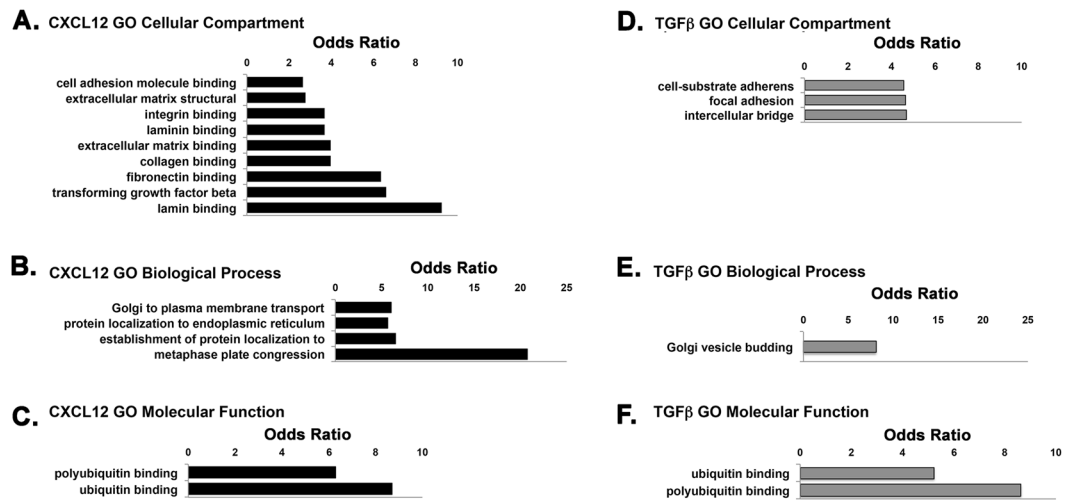 A. CXCL12 GO Cellular Compartment
Odds Ratio
0 2 4 6 8 10
cell adhesion molecule binding
extracellular matrix structural
integrin binding
laminin binding
extracellular matrix binding
collagen binding
fibronectin binding
transforming growth factor beta
lamin binding
B. CXCL12 GO Biological Process
Odds Ratio
0 5 10 15 20 25
Golgi to plasma membrane transport
protein localization to endoplasmic reticulum
establishment of protein localization to
metaphase plate congression
C. CXCL12 GO Molecular Function
Odds Ratio
0 2 4 6 8 10
polyubiquitin binding
ubiquitin binding
D. TGFβ GO Cellular Compartment
Odds Ratio
0 2 4 6 8 10
cell-substrate adherens
focal adhesion
intercellular bridge
E. TGFβ GO Biological Process
Odds Ratio
0 5 10 15 20 25
Golgi vesicle budding
F. TGFβ GO Molecular Function
Odds Ratio
0 2 4 6 8 10
ubiquitin binding
polyubiquitin binding